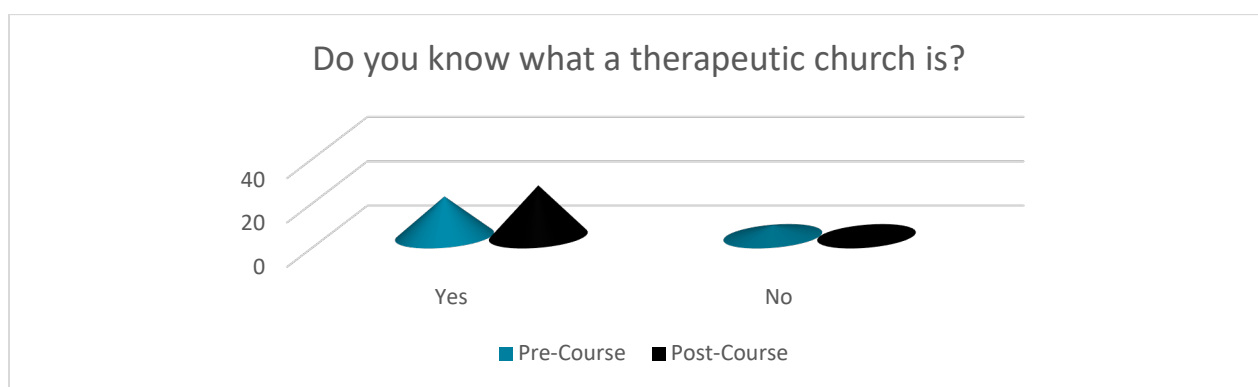 Do you know what a therapeutic church is?
40
20
0
Yes No
Pre-Course Post-Course